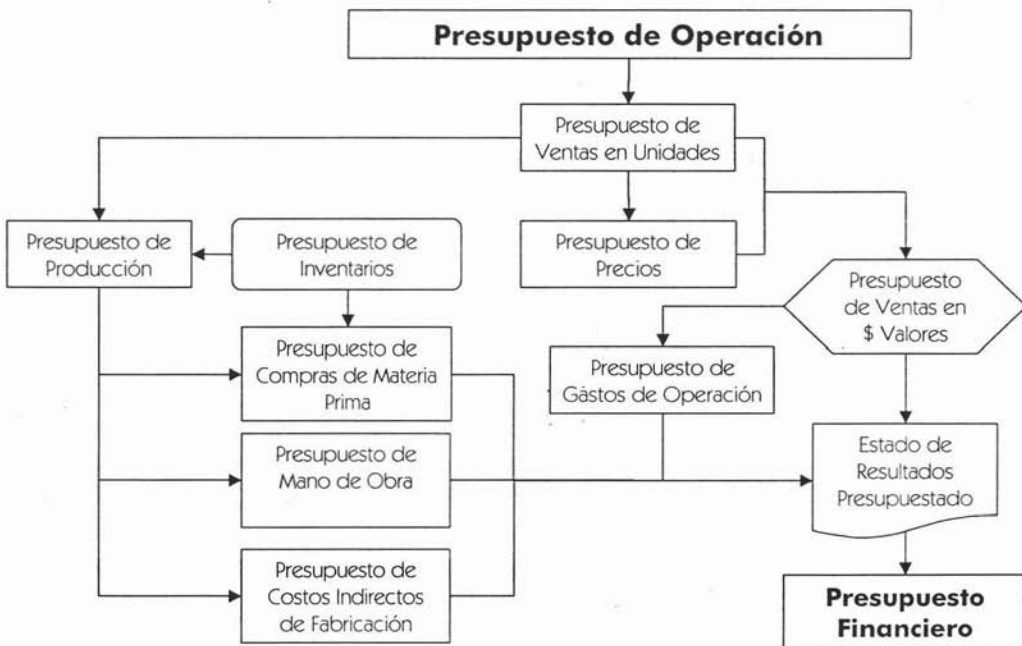 Presupuesto de Operación
Presupuesto de
Ventas en Unidades
Presupuesto de
Producción
Presupuesto de
Inventarios
Presupuesto de
Precios
Presupuesto
de Ventas en
$ Valores
Presupuesto de
Compras de Materia
Prima
Presupuesto de
Gastos de Operación
Presupuesto de
Mano de Obra
Estado de
Resultados
Presupuestado
Presupuesto de
Costos Indirectos
de Fabricación
Presupuesto
Financiero